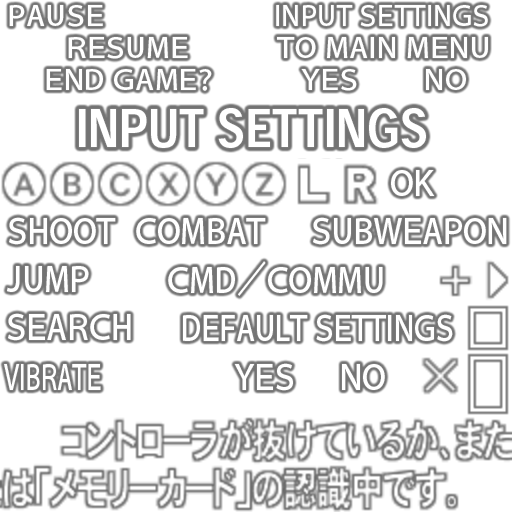 PAUSE INPUT SETTINGS
RESUME TO MAIN MENU
END GAME? YES NO
INPUT SETTINGS
A B C X Y Z L R OK
SHOOT COMBAT SUBWEAPON
JUMP CMD/COMMU +
SEARCH DEFAULT SETTINGS
VIBRATE YES NO ×
コントローラが抜けているか、また
は「メモリーカード」の認識中です。